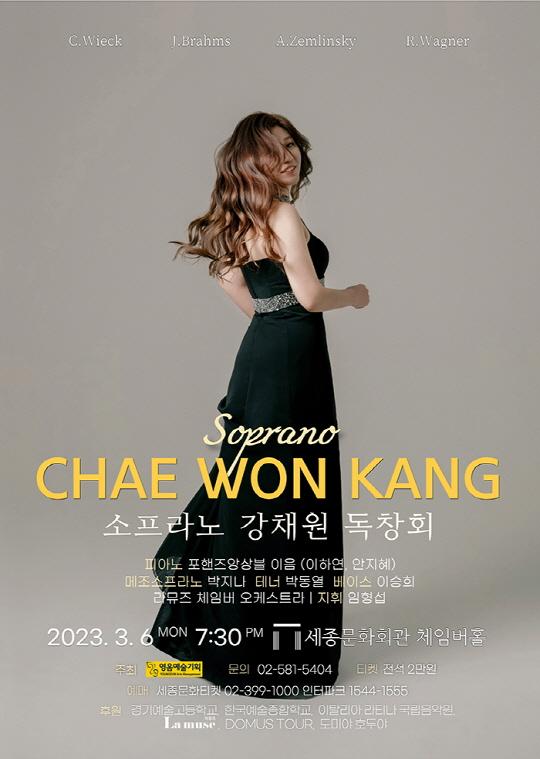 C.Wieck J.Brahms A.Zemlinsky R.Wagner
Soprano
CHAE WON KANG
소프라노 강채원 독창회
피아노 포핸즈앙상블 이음 (이하연, 안지혜)
메조소프라노 박지나 테너 박동열 베이스 이승희
라뮤즈 체임버 오케스트라 | 지휘 임형섭
2023. 3. 6 MON 7:30 PM 세종문화회관 체임버홀
주최 영음예술기획 문의 02-581-5404 티켓 전석 2만원
예매 세종문화티켓 02-399-1000 인터파크 1544-1555
후원 경기예술고등학교, 한국예술종합학교, 이탈리아 라티나 국립음악원,
La muse, DOMUS TOUR, 도미야 호두야